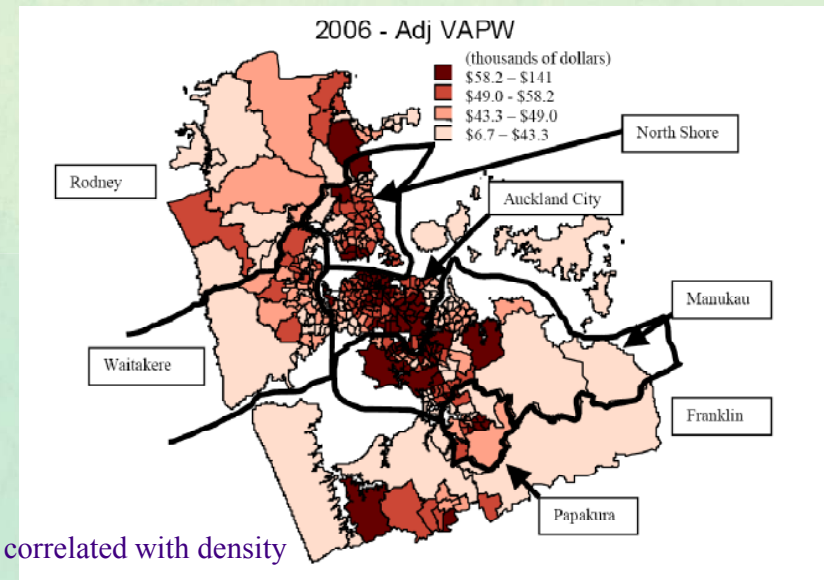 2006 - Adj VAPW
(thousands of dollars)
$58.2 – $141
$49.0 - $58.2
$43.3 – $49.0
$6.7 – $43.3
North Shore
Rodney
Auckland City
Manukau
Waitakere
Franklin
Papakura
correlated with density